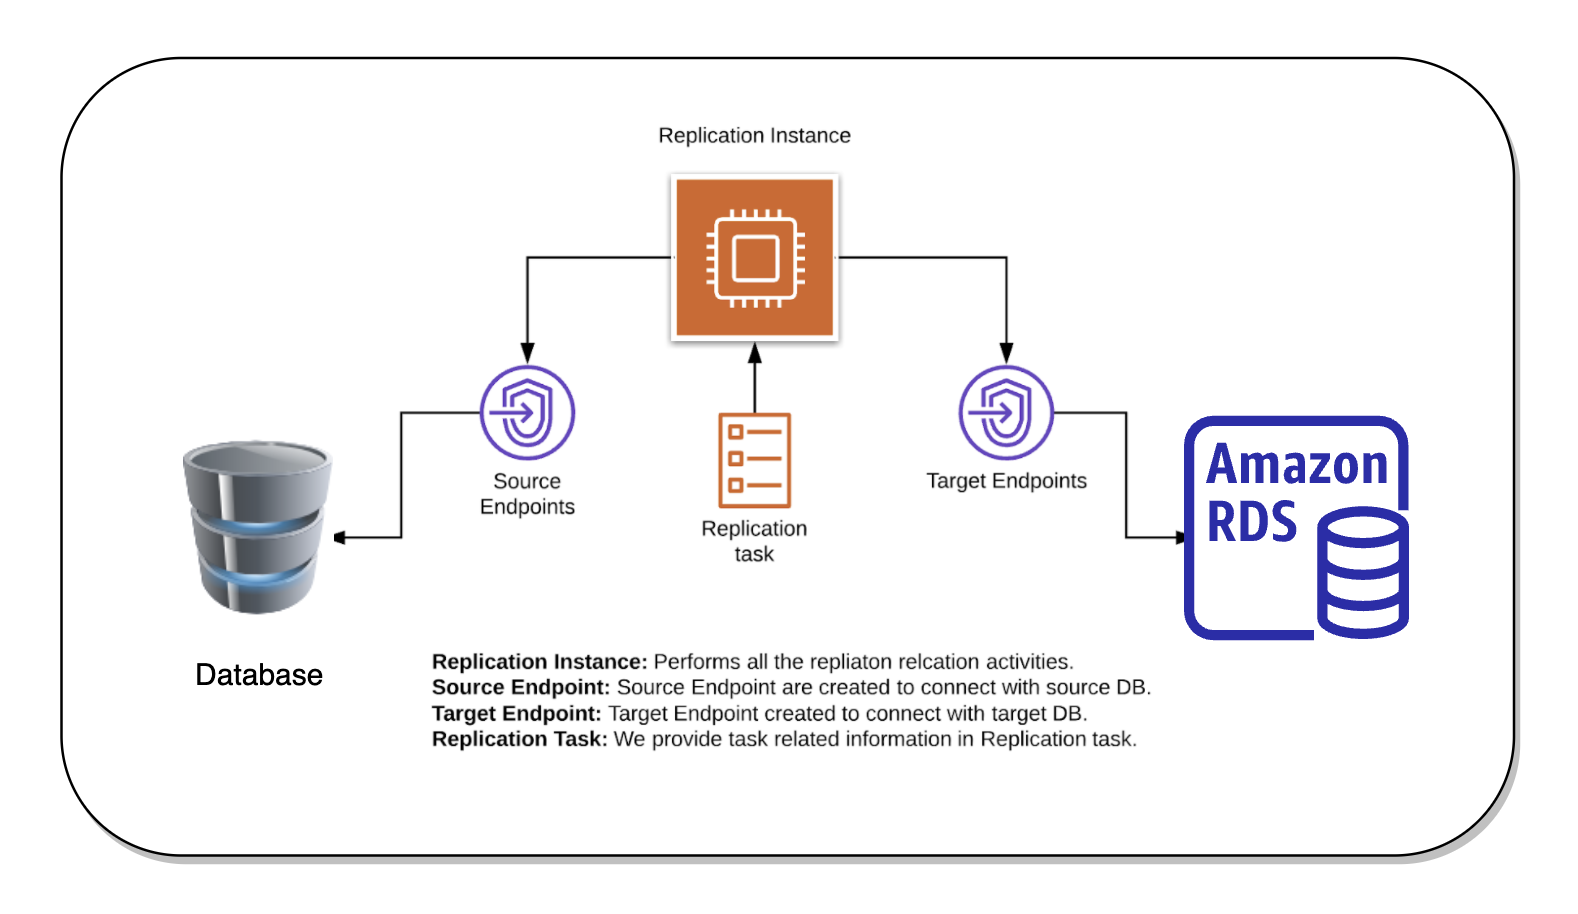 Replication Instance
Source
Endpoints
Target Endpoints
Replication
task
Amazon
RDS
Database
Replication Instance: Performs all the repliaton relcation activities.
Source Endpoint: Source Endpoint are created to connect with source DB.
Target Endpoint: Target Endpoint created to connect with target DB.
Replication Task: We provide task related information in Replication task.